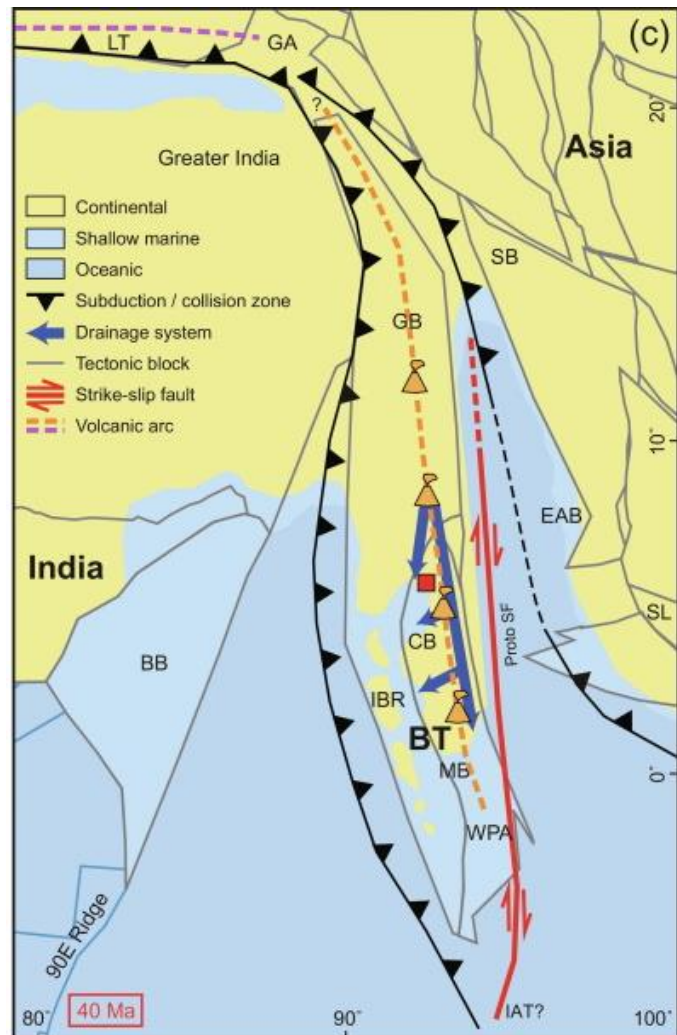 (c)
LT
GA
?
20°
Greater India
Asia
Continental
Shallow marine
Oceanic
Subduction / collision zone
Drainage system
Tectonic block
Strike-slip fault
Volcanic arc
SB
GB
10°
India
EAB
SL
Proto SF
CB
BB
IBR
BT
MB
0°
WPA
90E Ridge
IAT?
80°
40 Ma
90°
100°